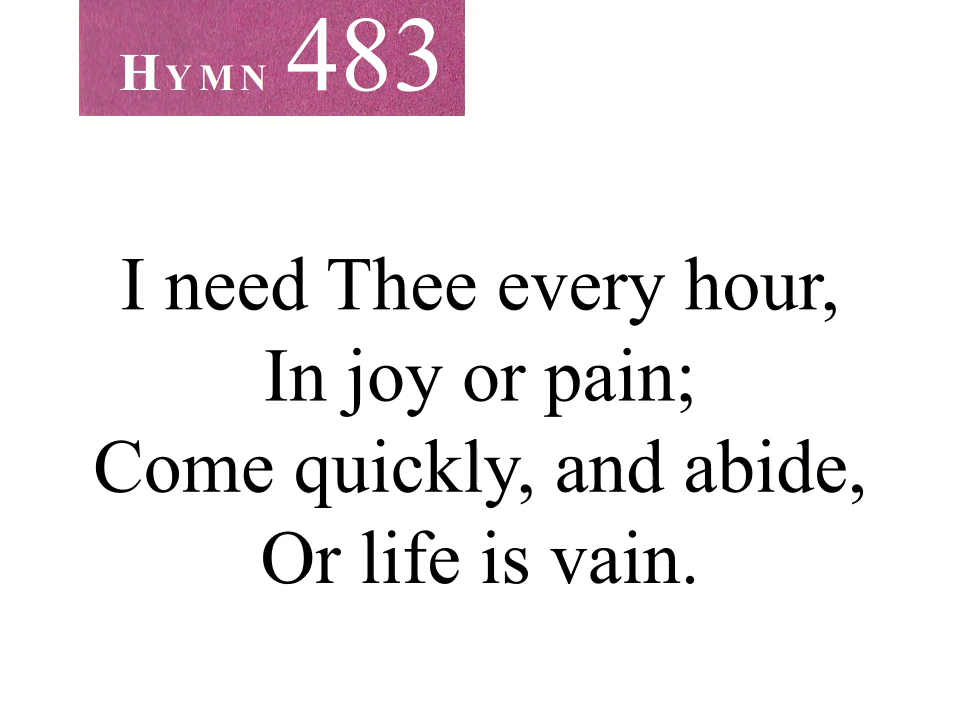 HYMN 483
I need Thee every hour,
In joy or pain;
Come quickly, and abide,
Or life is vain.